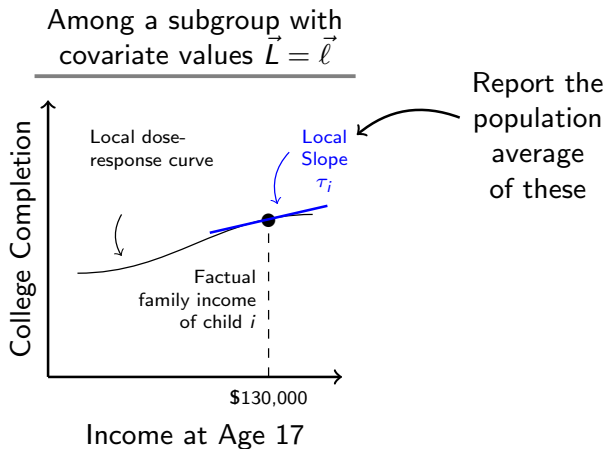 Among a subgroup with
covariate values $\vec{L} = \vec{\ell}$
College Completion
Local dose-
response curve
Local
Slope
$\tau_i$
Report the
population
average
of these
Factual
family income
of child $i$
$130,000
Income at Age 17